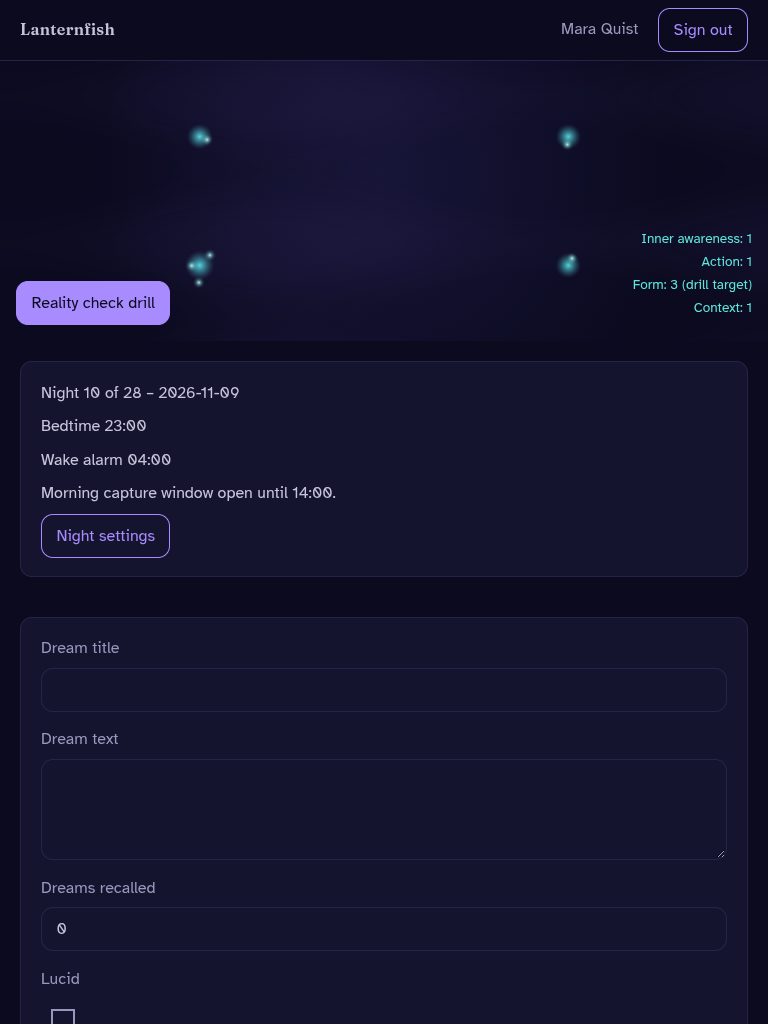 Lanternfish
Mara Quist
Sign out
Inner awareness: 1
Action: 1
Form: 3 (drill target)
Context: 1
Reality check drill
Night 10 of 28 – 2026-11-09
Bedtime 23:00
Wake alarm 04:00
Morning capture window open until 14:00.
Night settings
Dream title
Dream text
Dreams recalled
0
Lucid